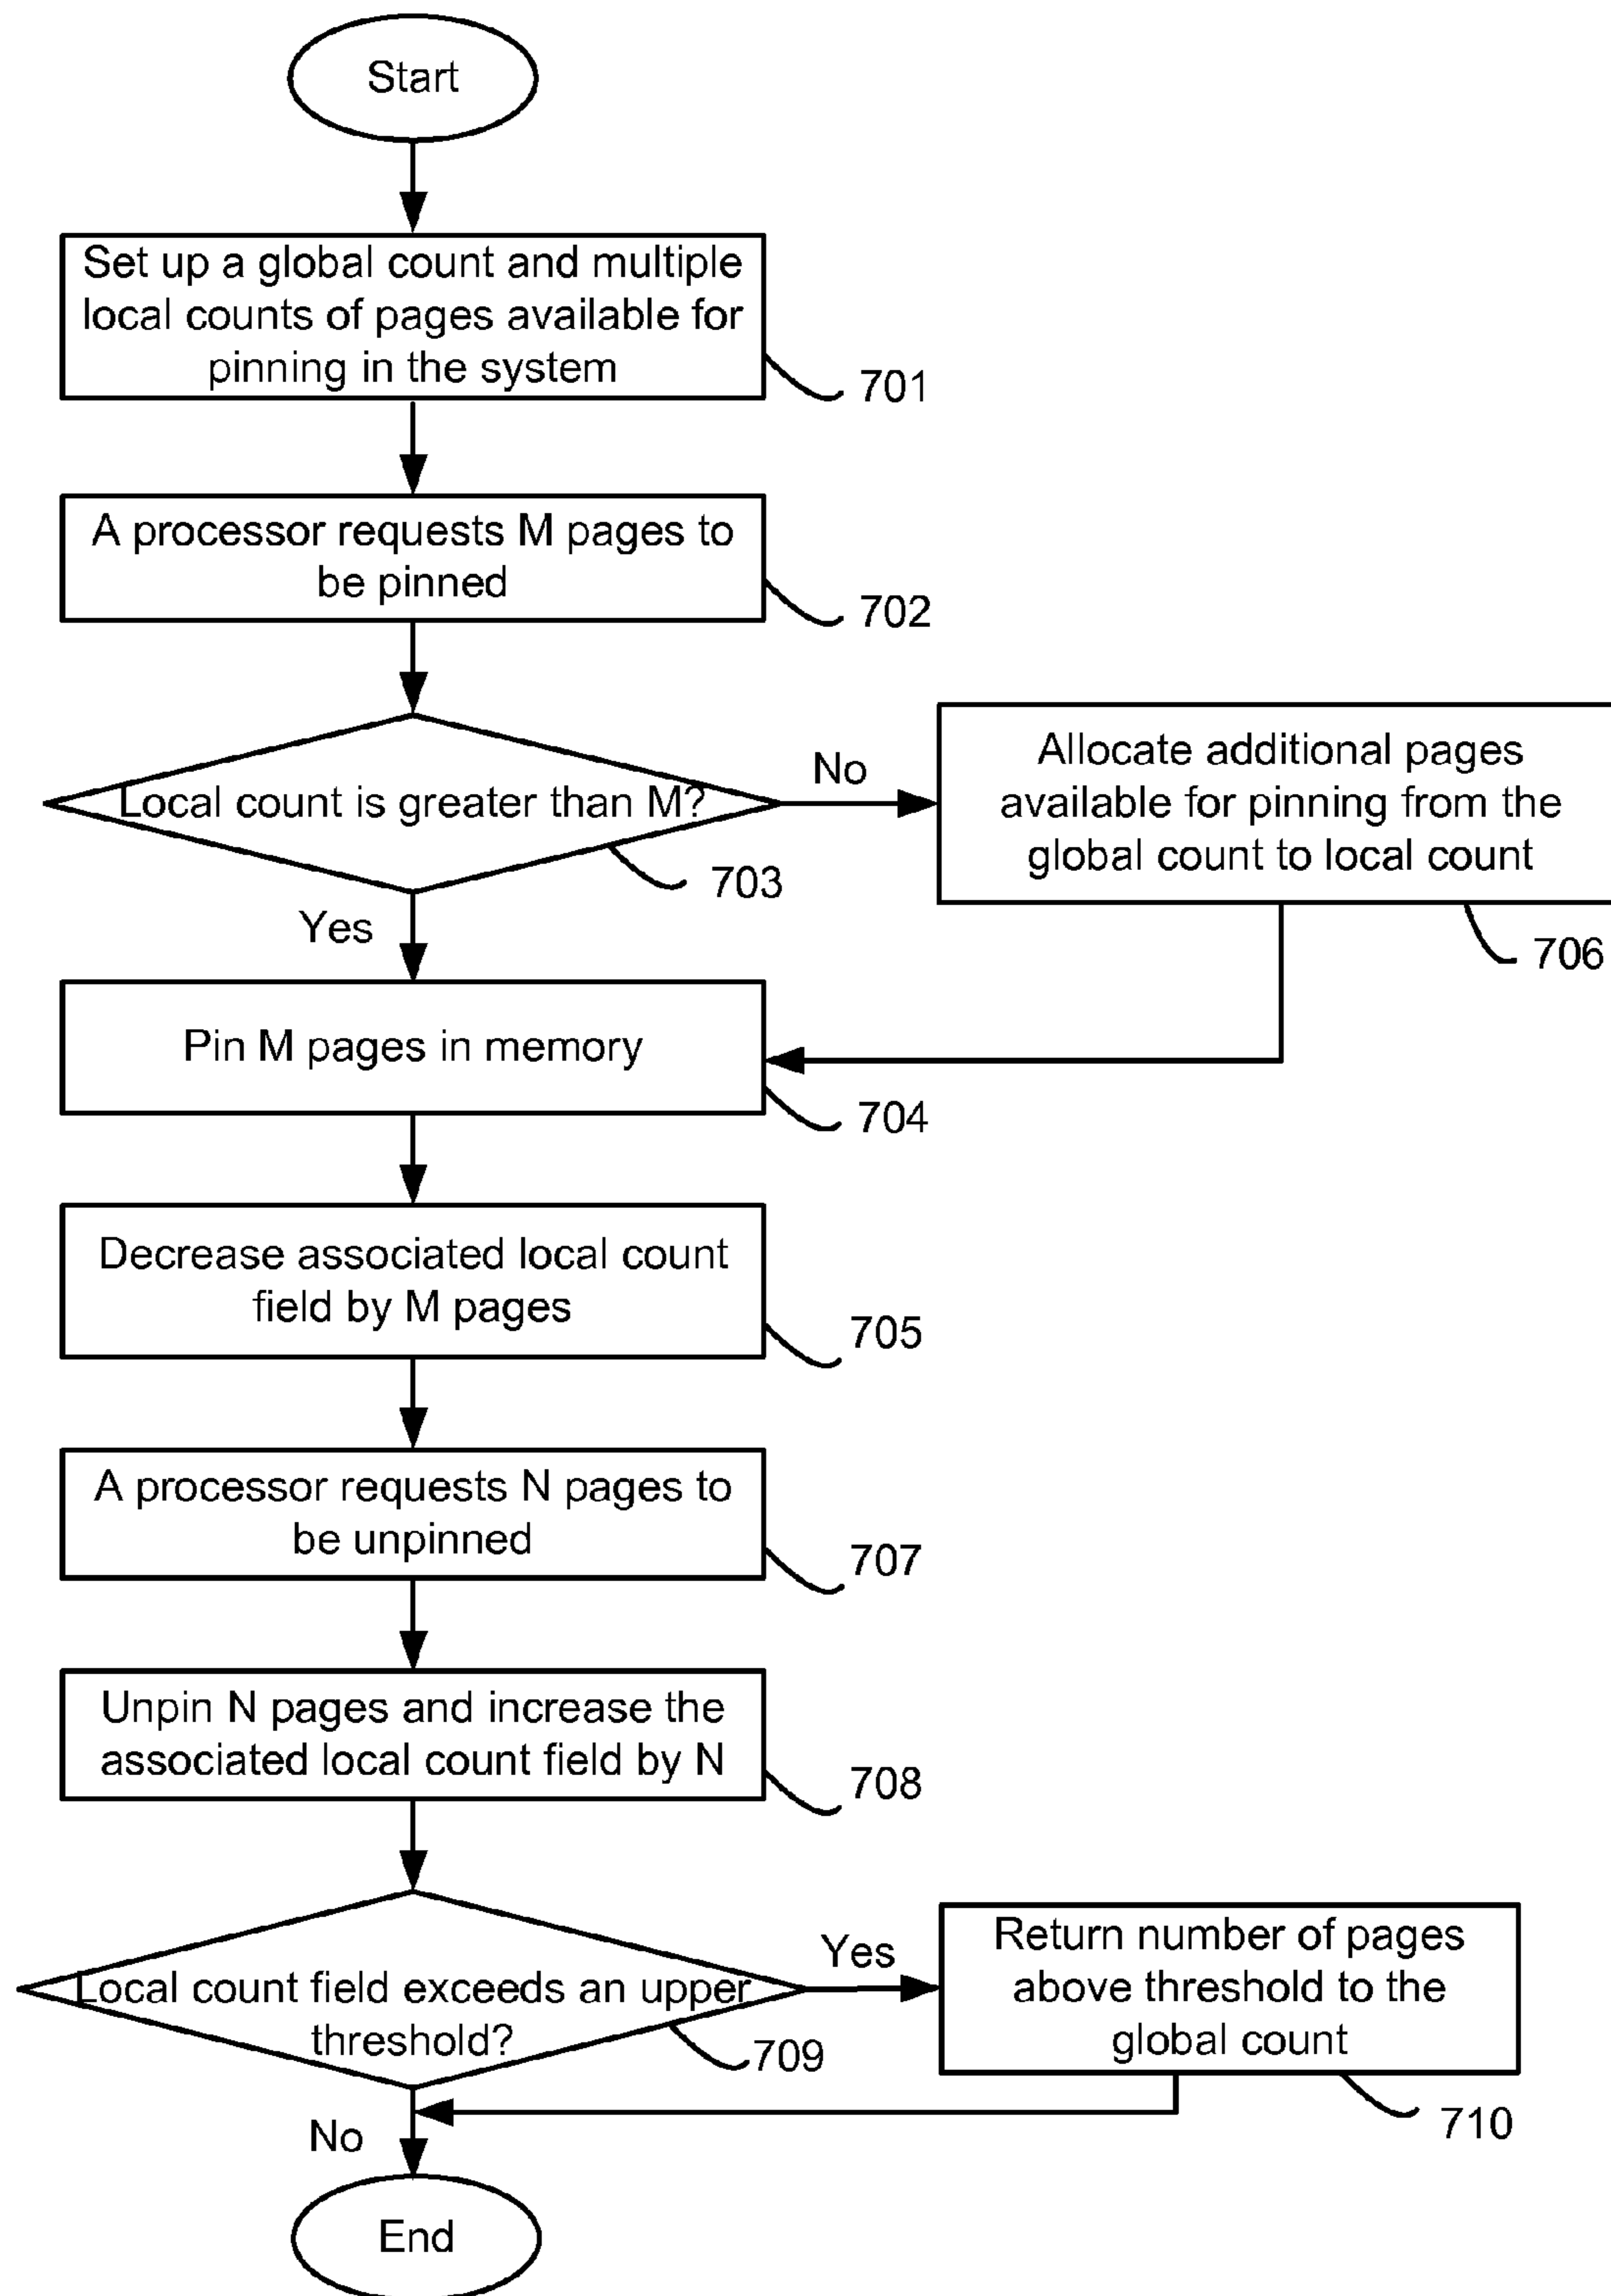 Start
Set up a global count and multiple
local counts of pages available for
pinning in the system
701
A processor requests M pages to
be pinned
702
Local count is greater than M?
703
No
Allocate additional pages
available for pinning from the
global count to local count
706
Yes
Pin M pages in memory
704
Decrease associated local count
field by M pages
705
A processor requests N pages to
be unpinned
707
Unpin N pages and increase the
associated local count field by N
708
Local count field exceeds an upper
threshold?
709
Yes
Return number of pages
above threshold to the
global count
710
No
End